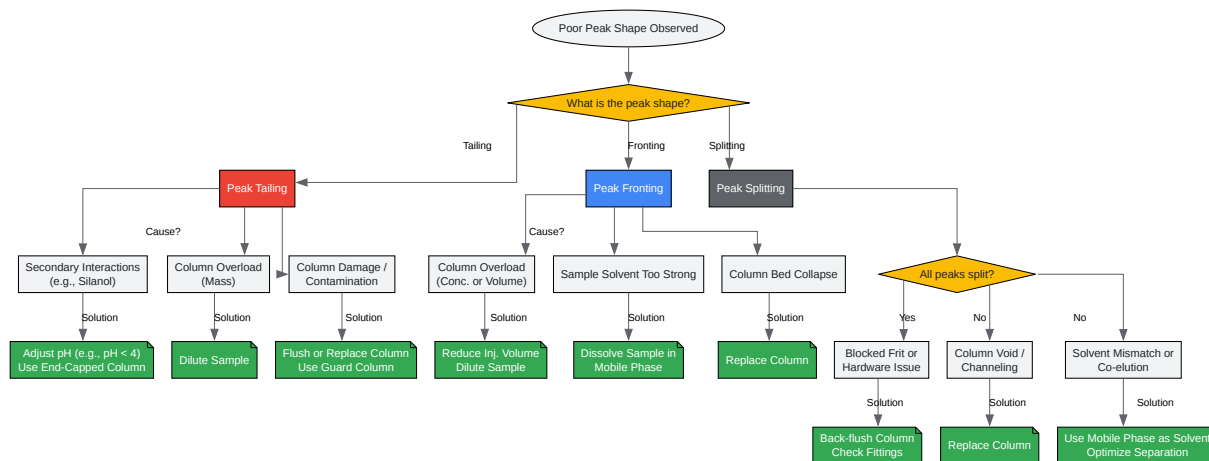 Poor Peak Shape Observed
What is the peak shape?
Tailing
Fronting
Splitting
Peak Tailing
Peak Fronting
Peak Splitting
Cause?
Cause?
Secondary Interactions
(e.g., Silanol)
Column Overload
(Mass)
Column Damage /
Contamination
Column Overload
(Conc. or Volume)
Sample Solvent Too Strong
Column Bed Collapse
All peaks split?
Solution
Solution
Solution
Solution
Solution
Solution
Yes
No
No
Adjust pH (e.g., pH < 4)
Use End-Capped Column
Dilute Sample
Flush or Replace Column
Use Guard Column
Reduce Inj. Volume
Dilute Sample
Dissolve Sample in
Mobile Phase
Replace Column
Blocked Frit or
Hardware Issue
Column Void /
Channeling
Solvent Mismatch or
Co-elution
Solution
Solution
Solution
Back-flush Column
Check Fittings
Replace Column
Use Mobile Phase as Solvent
Optimize Separation